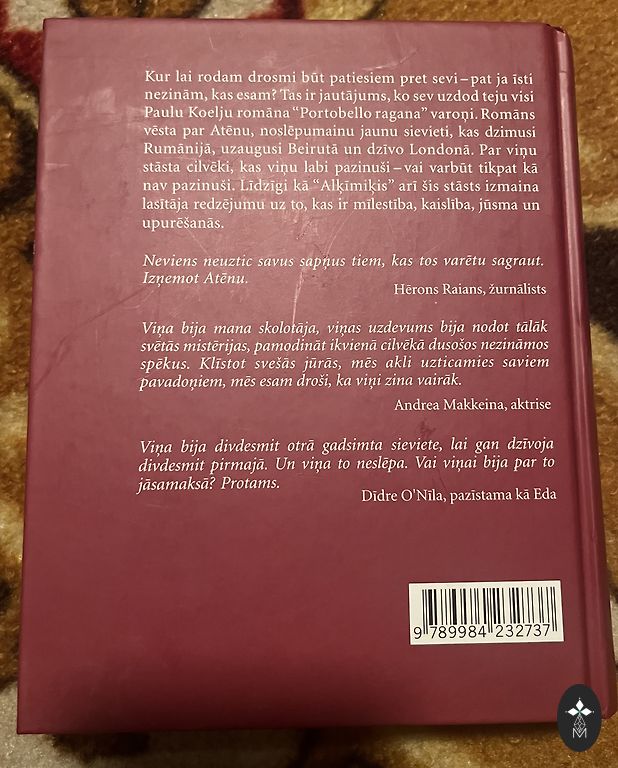 Kur lai rodam drosmi būt patiesiem pret sevi – pat ja īsti
nezinām, kas esam? Tas ir jautājums, ko sev uzdod teju visi
Paulu Koelju romāna “Portobello ragana” varoņi. Romāns
vēsta par Atēnu, noslēpumainu jaunu sievieti, kas dzimusi
Rumānijā, uzaugusi Beirutā un dzīvo Londonā. Par viņu
stāsta cilvēki, kas viņu labi pazinuši – vai varbūt tikpat kā
nav pazinuši. Līdzīgi kā “Alķīmiķis” arī šis stāsts izmaina
lasītāja redzējumu uz to, kas ir mīlestība, kaislība, jūsma un
upurēšanās.
Neviens neuztic savus sapņus tiem, kas tos varētu sagraut.
Izņemot Atēnu.
Hērons Raians, žurnālists
Viņa bija mana skolotāja, viņas uzdevums bija nodot tālāk
svētās mistērijas, pamodināt ikvienā cilvēkā dusošos nezināmos
spēkus. Klīstot svešās jūrās, mēs akli uzticamies saviem
pavadoņiem, mēs esam droši, ka viņi zina vairāk.
Andrea Makkeina, aktrise
Viņa bija divdesmit otrā gadsimta sieviete, lai gan dzīvoja
divdesmit pirmajā. Un viņa to neslēpa. Vai viņai bija par to
jāsamaksā? Protams.
Dīdre O'Nīla, pazīstama kā Eda
9 789984 232737